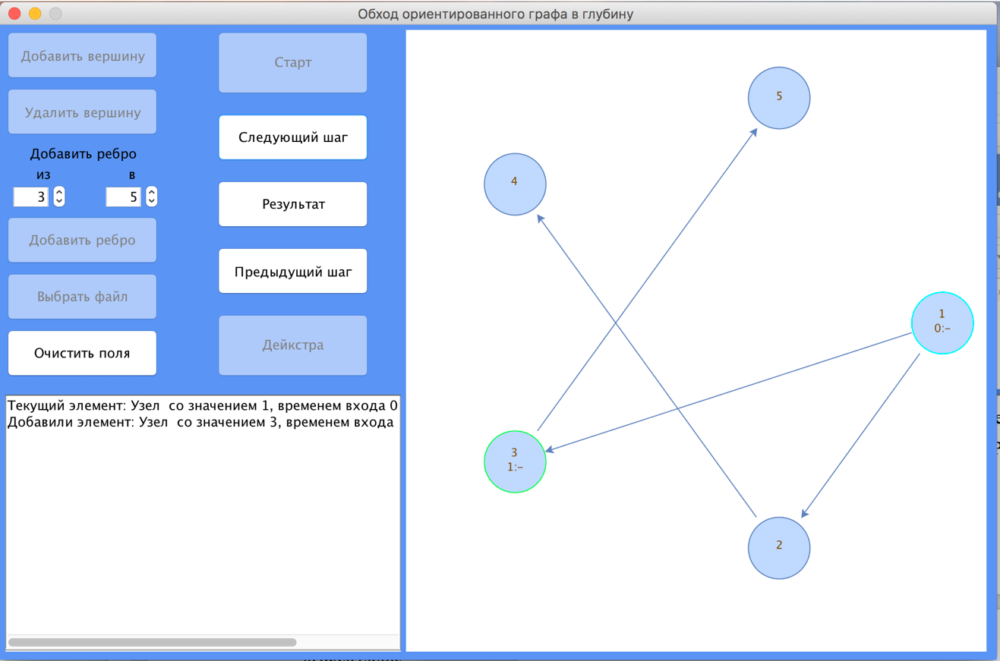 Обход ориентированного графа в глубину
Добавить вершину
Удалить вершину
Добавить ребро
из
в
3
5
Добавить ребро
Выбрать файл
Очистить поля
Старт
Следующий шаг
Результат
Предыдущий шаг
Дейкстра
Текущий элемент: Узел со значением 1, временем входа 0
Добавили элемент: Узел со значением 3, временем входа
5
4
1
0:–
3
1:–
2